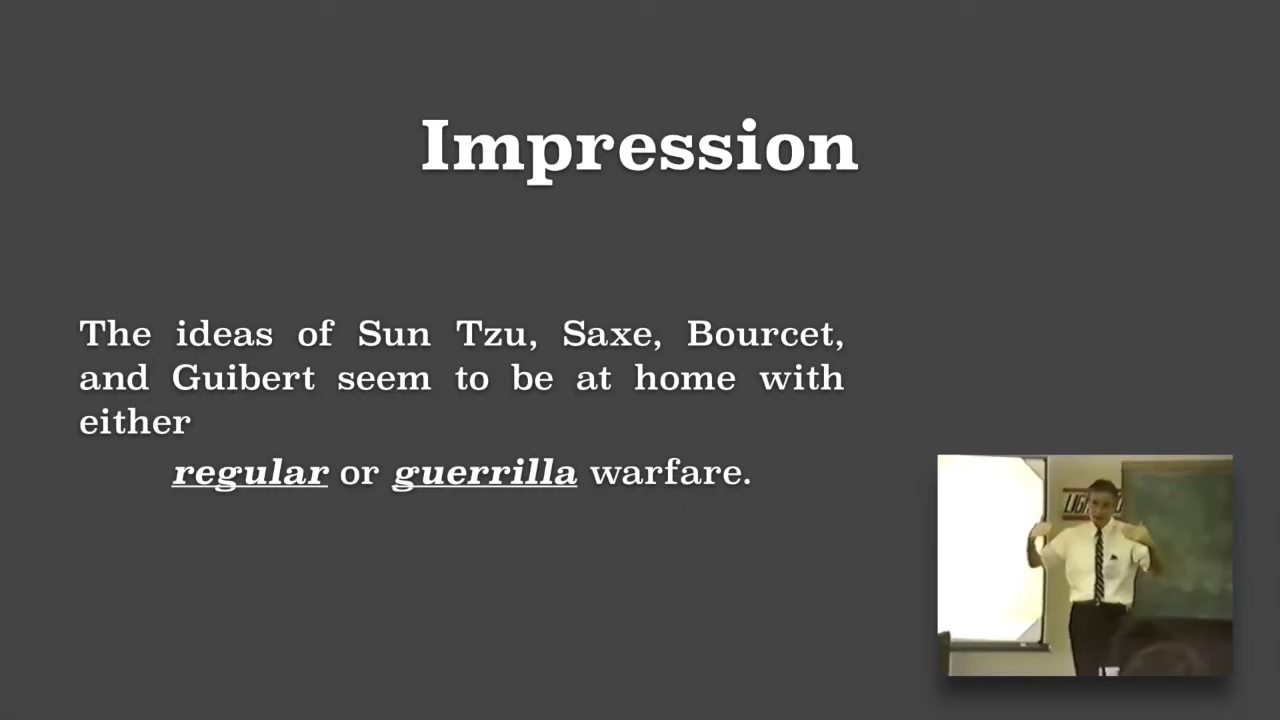 Impression
The ideas of Sun Tzu, Saxe, Bourcet,
and Guibert seem to be at home with
either
regular or guerrilla warfare.